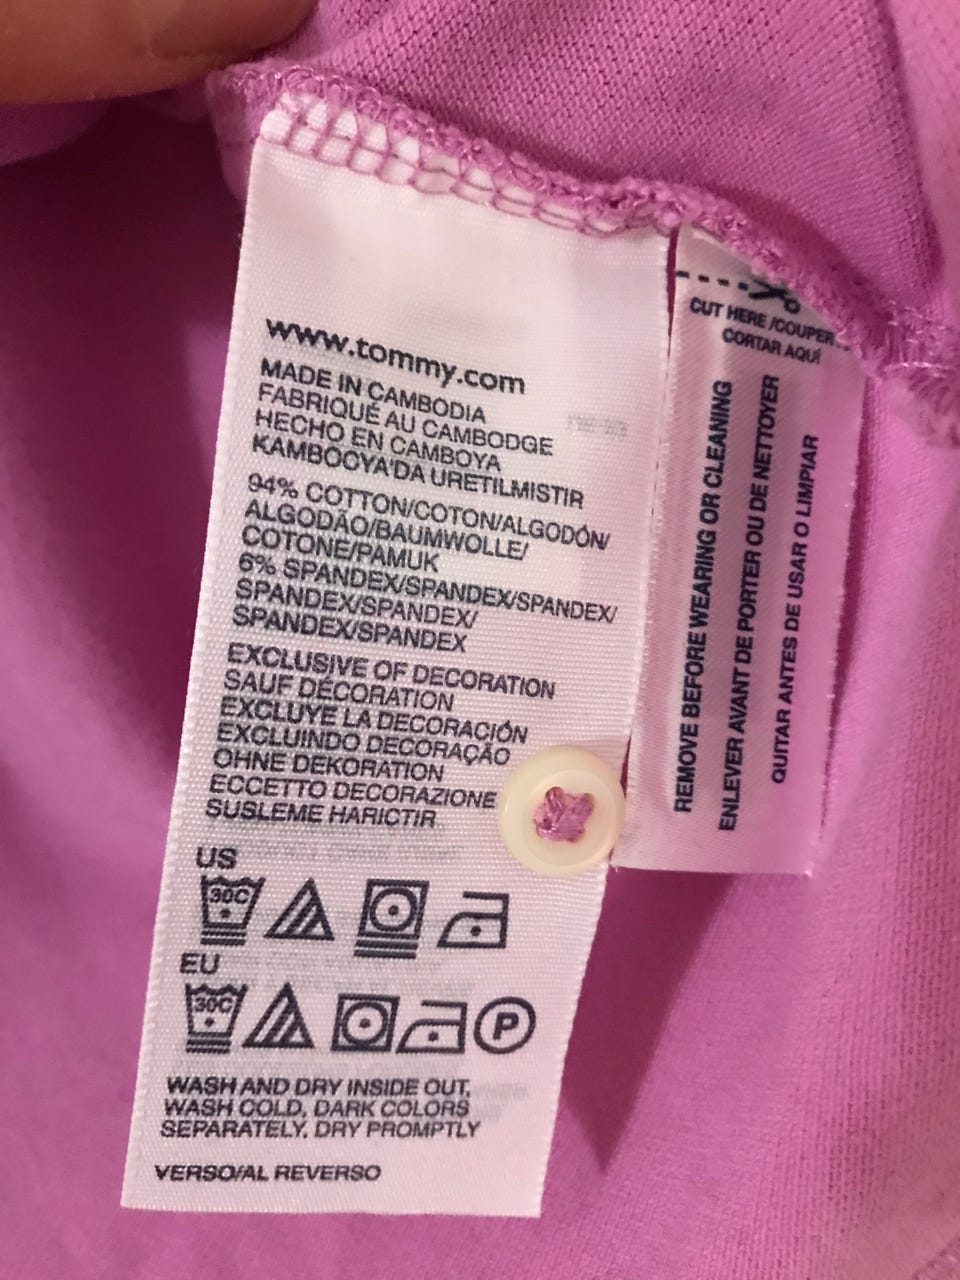 www.tommy.com
MADE IN CAMBODIA
FABRIQUÉ AU CAMBODGE
HECHO EN CAMBOYA
KAMBOCYA'DA URETILMISTIR
94% COTTON/COTON/ALGODÓN/
ALGODÃO/BAUMWOLLE/
COTONE/PAMUK
6% SPANDEX/SPANDEX/SPANDEX/
SPANDEX/SPANDEX/
SPANDEX/SPANDEX
EXCLUSIVE OF DECORATION
SAUF DÉCORATION
EXCLUYE LA DECORACIÓN
EXCLUINDO DECORAÇÃO
OHNE DEKORATION
ECCETTO DECORAZIONE
SUSLEME HARICTIR
US
30C
EU
30C
P
WASH AND DRY INSIDE OUT,
WASH COLD, DARK COLORS
SEPARATELY, DRY PROMPTLY
VERSO/AL REVERSO
CUT HERE /COUPER
CORTAR AQUÍ
REMOVE BEFORE WEARING OR CLEANING
ENLEVER AVANT DE PORTER OU DE NETTOYER
QUITAR ANTES DE USAR O LIMPIAR